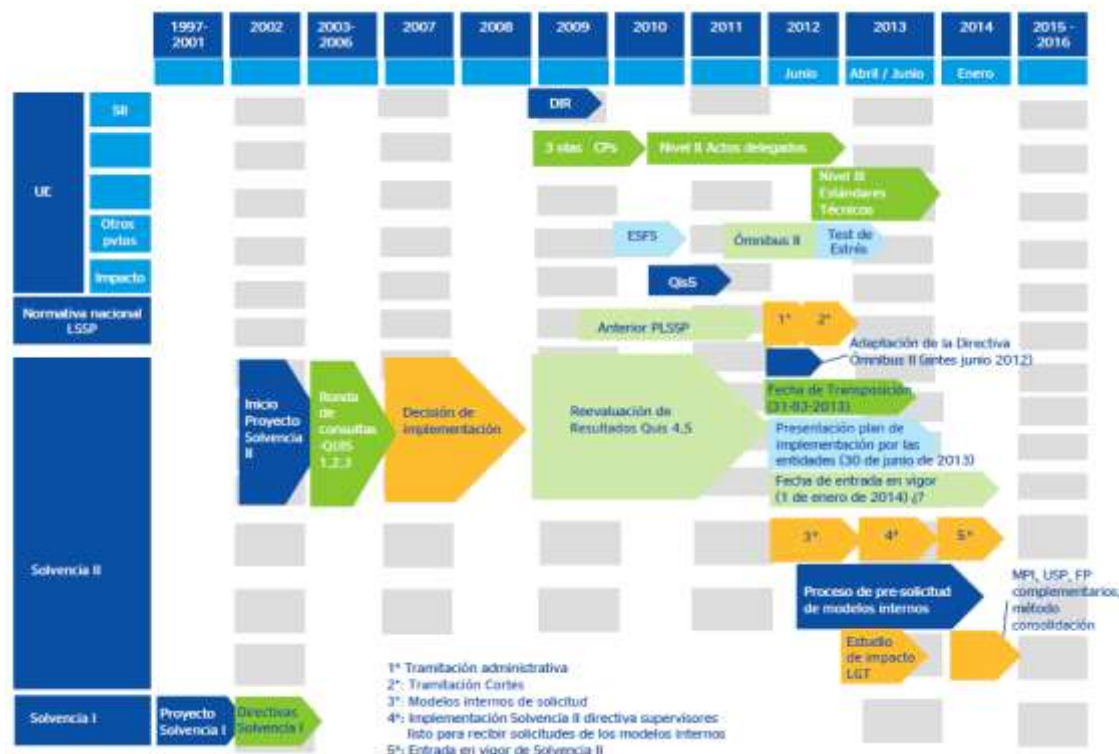 1997-
2001
2002
2003-
2006
2007
2008
2009
2010
2011
2012
2013
2014
2015 -
2016
Junio
Abril / Junio
Enero
UE
SII
DIR
3 olas CPs
Nivel II Actos delegados
Nivel III
Estándares
Técnicos
Otros
pvtos
ESFS
Ómnibus II
Test de
Estrés
Impacto
Qis5
Normativa nacional
LSSP
Anterior PLSSP
1ª
2ª
Adaptación de la Directiva
Ómnibus II (antes junio 2012)
Solvencia II
Inicio
Proyecto
Solvencia
II
Ronda
de
consultas
-QUIS
1,2,3
Decisión de
implementación
Reevaluación de
Resultados Quis 4,5
Fecha de Transposición
(31-03-2013)
Presentación plan de
implementación por las
entidades (30 de junio de 2013)
Fecha de entrada en vigor
(1 de enero de 2014) ¿?
3ª
4ª
5ª
Proceso de pre-solicitud
de modelos internos
MPI, USP, FP
complementarios,
método
consolidación
Estudio
de impacto
LGT
Solvencia I
Proyecto
Solvencia I
Directivas
Solvencia I
1ª Tramitación administrativa
2ª: Tramitación Cortes
3ª: Modelos internos de solicitud
4ª: Implementación Solvencia II directiva supervisores
listo para recibir solicitudes de los modelos internos
5ª: Entrada en vigor de Solvencia II